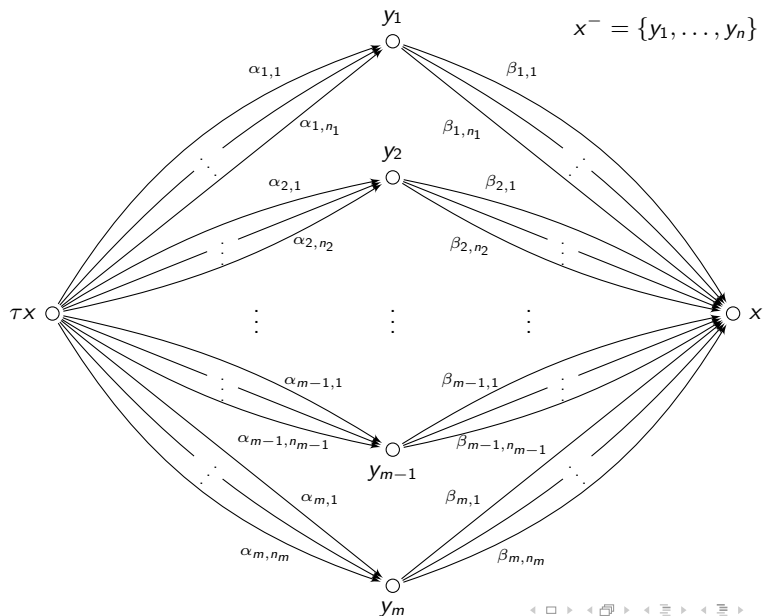 y₁
x⁻ = {y₁, . . . , yₙ}
α₁,₁
β₁,₁
α₁,ₙ₁
β₁,ₙ₁
y₂
α₂,₁
β₂,₁
α₂,ₙ₂
β₂,ₙ₂
τx
x
αₘ₋₁,₁
βₘ₋₁,₁
αₘ₋₁,ₙₘ₋₁
βₘ₋₁,ₙₘ₋₁
yₘ₋₁
αₘ,₁
βₘ,₁
αₘ,ₙₘ
βₘ,ₙₘ
yₘ